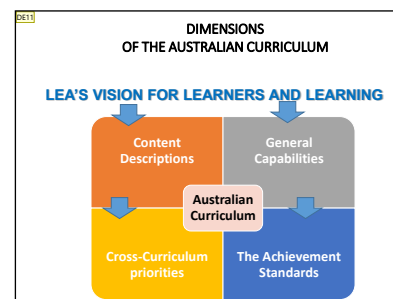 DE11
DIMENSIONS
OF THE AUSTRALIAN CURRICULUM
LEA'S VISION FOR LEARNERS AND LEARNING
Content
Descriptions
General
Capabilities
Australian
Curriculum
Cross-Curriculum
priorities
The Achievement
Standards